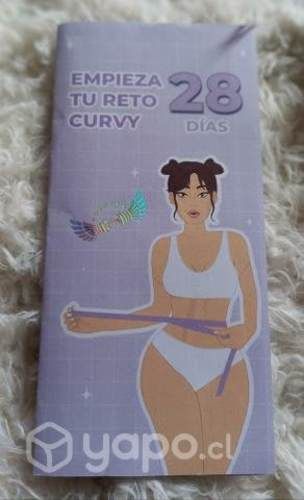 EMPIEZA
TU RETO
CURVY
28
DÍAS
yapo.cl